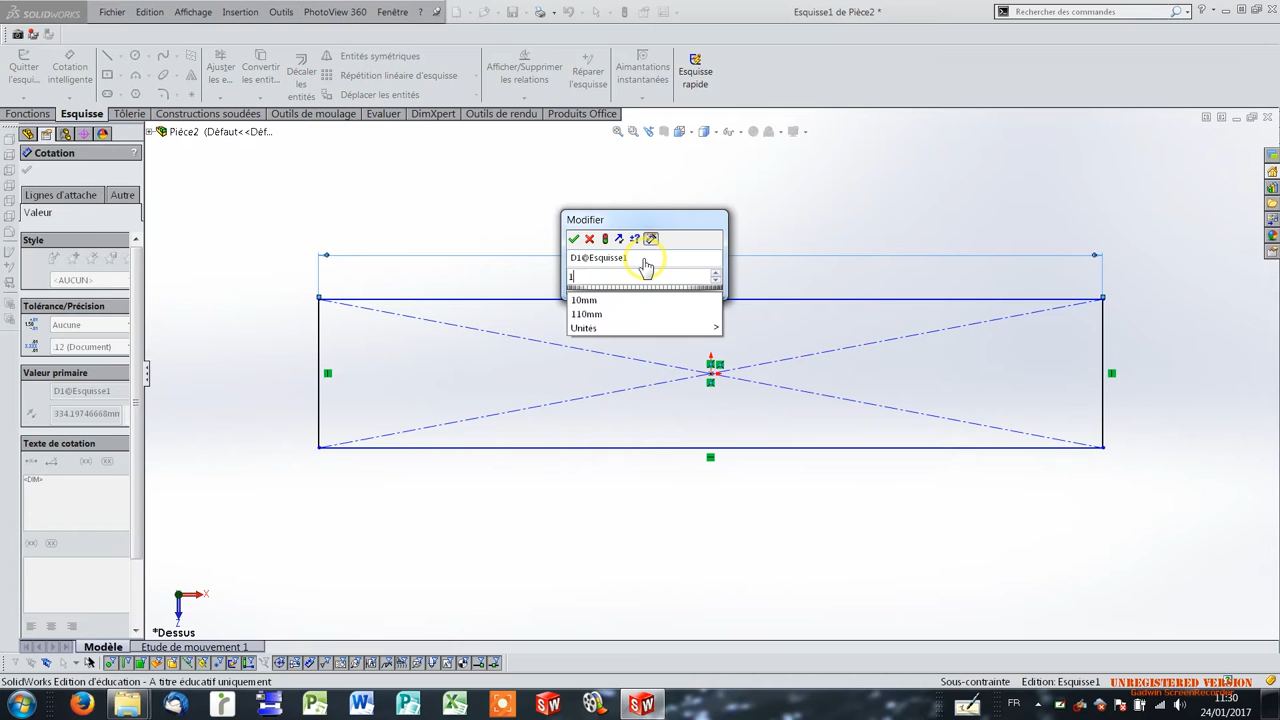 SOLIDWORKS
Fichier Edition Affichage Insertion Outils PhotoView 360 Fenêtre ?
Esquisse1 de Pièce2 *
Rechercher des commandes
Quitter l'esqui...
Cotation intelligente
Ajuster les e...
Convertir les entit...
Décaler les entités
Entités symétriques
Répétition linéaire d'esquisse
Déplacer les entités
Afficher/Supprimer les relations
Réparer l'esquisse
Aimantations instantanées
Esquisse rapide
Fonctions Esquisse Tôlerie Constructions soudées Outils de moulage Evaluer DimXpert Outils de rendu Produits Office
Pièce2 (Défaut<<Déf...
Cotation ?
Lignes d'attache Autre
Valeur
Style
<AUCUN>
Tolérance/Précision
Aucune
.12 (Document)
Valeur primaire
D1@Esquisse1
334.19746668mm
Texte de cotation
<DIM>
Modifier
D1@Esquisse1
1
10mm
110mm
Unités >
X
Z
*Dessus
Modèle Etude de mouvement 1
SolidWorks Edition d'éducation - A titre éducatif uniquement
Sous-contrainte Edition: Esquisse1
UNREGISTERED VERSION
Gadwin ScreenRecorder
FR
11:30
24/01/2017